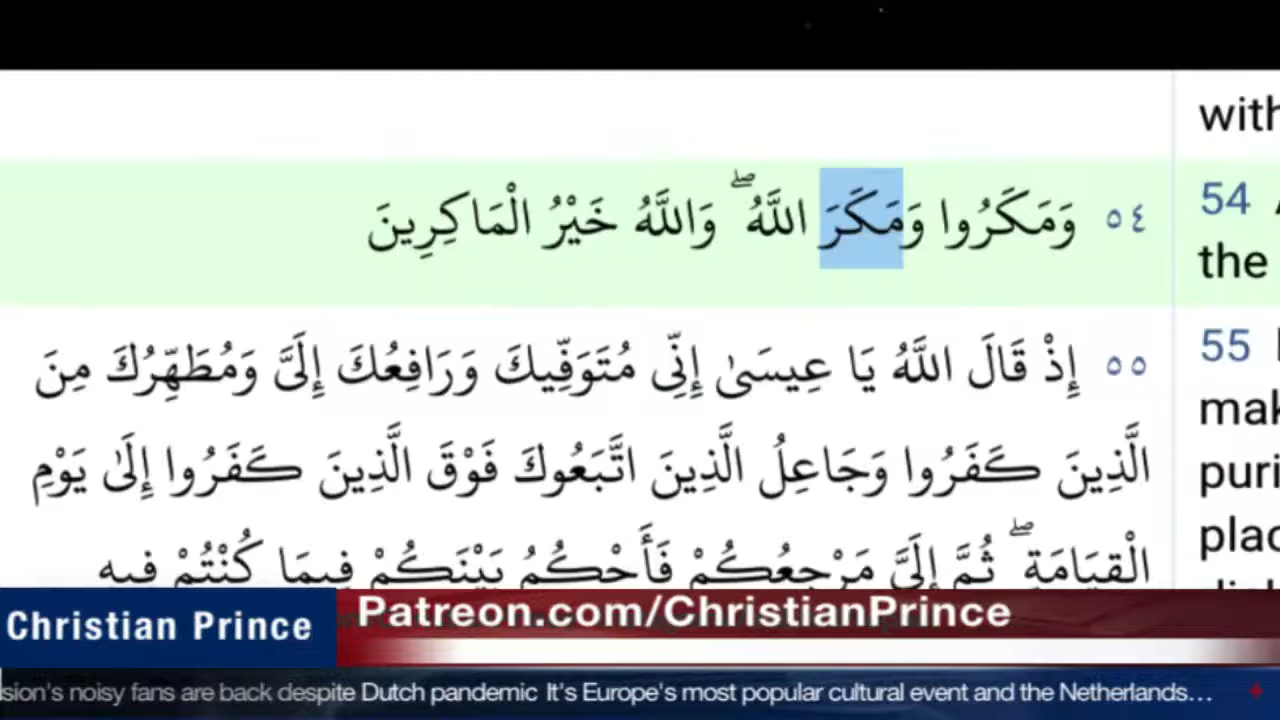 with
٥٤ وَمَكَرُوا وَمَكَرَ اللَّهُ ۖ وَاللَّهُ خَيْرُ الْمَاكِرِينَ
54
the
٥٥ إِذْ قَالَ اللَّهُ يَا عِيسَىٰ إِنِّي مُتَوَفِّيكَ وَرَافِعُكَ إِلَيَّ وَمُطَهِّرُكَ مِنَ
55
الَّذِينَ كَفَرُوا وَجَاعِلُ الَّذِينَ اتَّبَعُوكَ فَوْقَ الَّذِينَ كَفَرُوا إِلَىٰ يَوْمِ
mak
puri
الْقِيَامَةِ ۖ ثُمَّ إِلَيَّ مَرْجِعُكُمْ فَأَحْكُمُ بَيْنَكُمْ فِيمَا كُنْتُمْ فِيهِ
plac
Christian Prince
Patreon.com/ChristianPrince
sion's noisy fans are back despite Dutch pandemic It's Europe's most popular cultural event and the Netherlands...